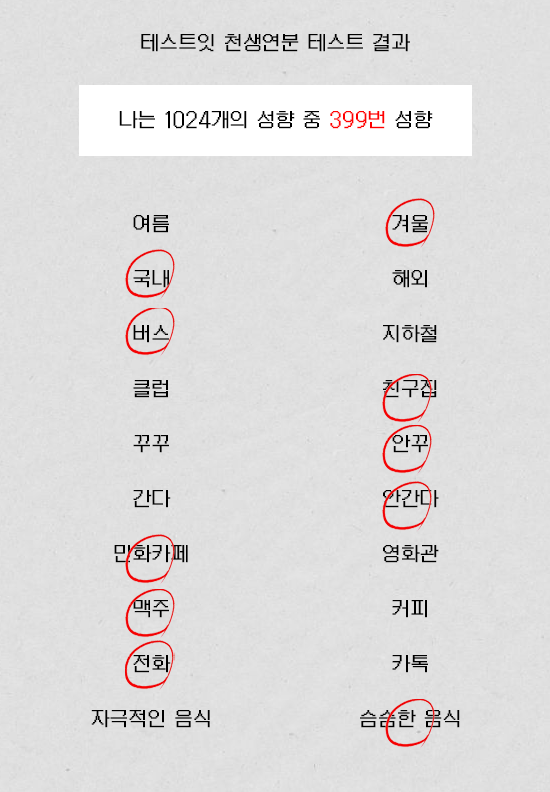 테스트잇 천생연분 테스트 결과
나는 1024개의 성향 중 399번 성향
여름 겨울
국내 해외
버스 지하철
클럽 친구집
꾸꾸 안꾸
간다 안간다
만화카페 영화관
맥주 커피
전화 카톡
자극적인 음식 슴슴한 음식